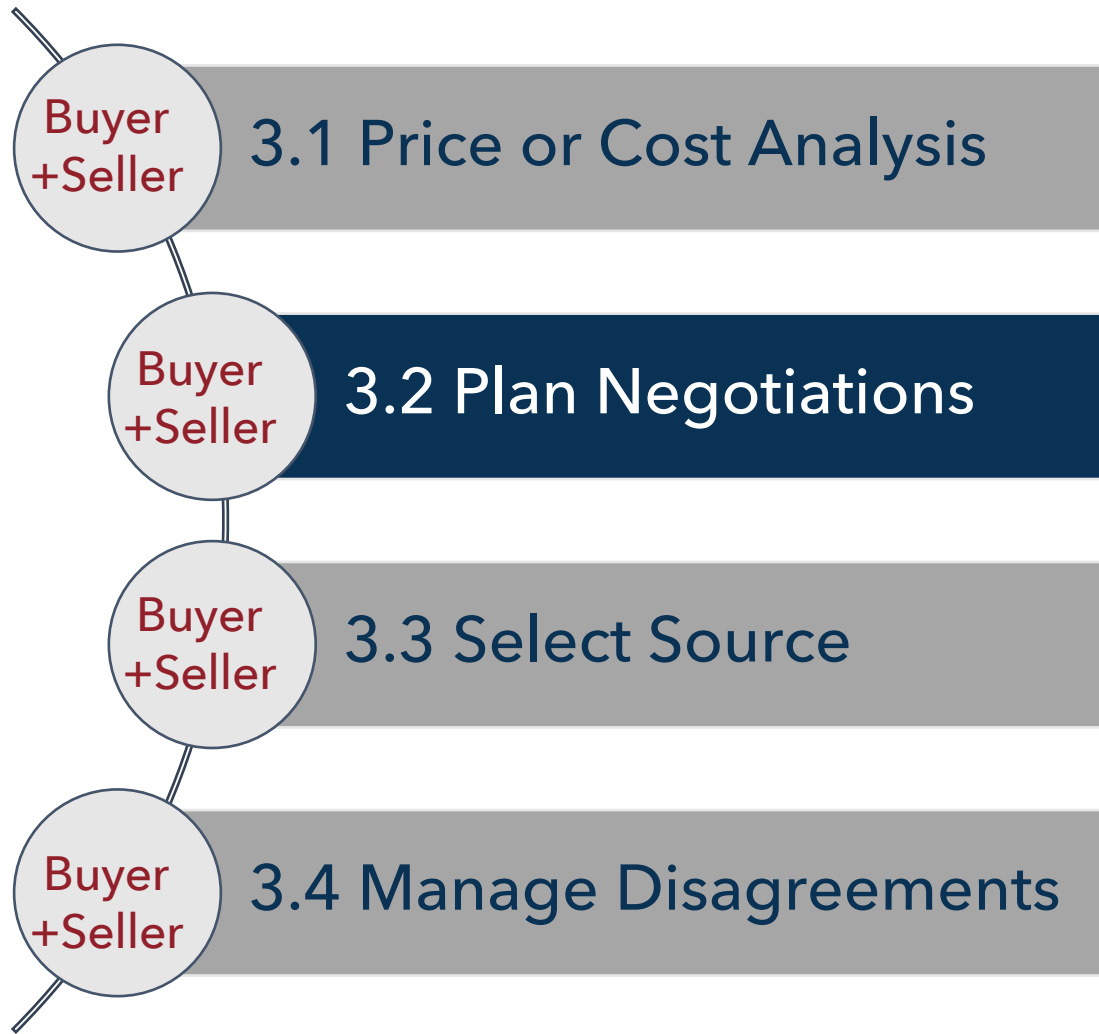 Buyer
+Seller
3.1 Price or Cost Analysis
Buyer
+Seller
3.2 Plan Negotiations
Buyer
+Seller
3.3 Select Source
Buyer
+Seller
3.4 Manage Disagreements